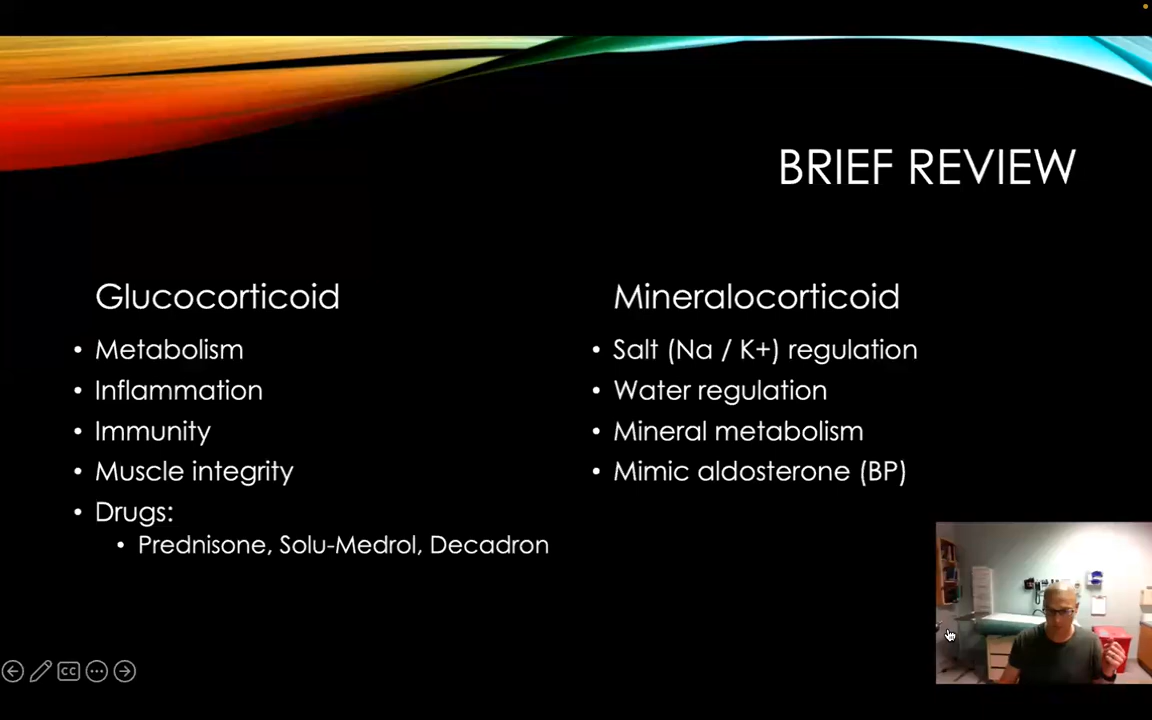 BRIEF REVIEW
Glucocorticoid
• Metabolism
• Inflammation
• Immunity
• Muscle integrity
• Drugs:
• Prednisone, Solu-Medrol, Decadron
Mineralocorticoid
• Salt (Na / K+) regulation
• Water regulation
• Mineral metabolism
• Mimic aldosterone (BP)
CC